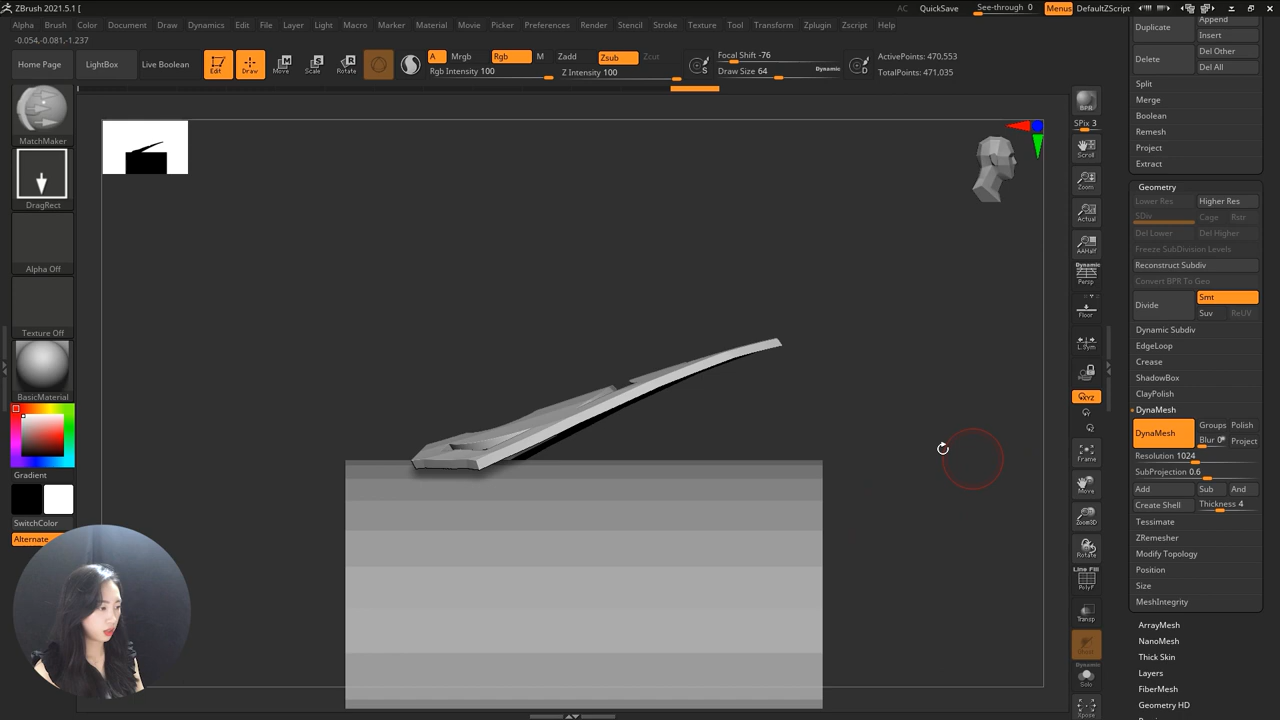 ZBrush 2021.5.1 [
AC QuickSave See-through 0 Menus DefaultZScript
Alpha Brush Color Document Draw Dynamics Edit File Layer Light Macro Marker Material Movie Picker Preferences Render Stencil Stroke Texture Tool Transform Zplugin Zscript Help
-0.054,-0.081,-1.237
Home Page LightBox Live Boolean Edit Draw Move Scale Rotate A Mrgb Rgb M Zadd Zsub Zcut
Rgb Intensity 100 Z Intensity 100
S Focal Shift -76
Draw Size 64 Dynamic
D ActivePoints: 470,553
TotalPoints: 471,035
MatchMaker
DragRect
Alpha Off
Texture Off
BasicMaterial
Gradient
SwitchColor
Alternate
BPR
SPix 3
Scroll
Zoom
Actual
AAHalf
Dynamic
Persp
Floor
L.Sym
XYZ
Frame
Move
Zoom3D
Rotate
Line Fill
PolyF
Transp
Dynamic
Solo
Xpose
Duplicate
Append
Insert
Delete
Del Other
Del All
Split
Merge
Boolean
Remesh
Project
Extract
Geometry
Lower Res Higher Res
SDiv Cage Rstr
Del Lower Del Higher
Freeze SubDivision Levels
Reconstruct Subdiv
Convert BPR To Geo
Divide Smt
Suv ReUV
Dynamic Subdiv
EdgeLoop
Crease
ShadowBox
ClayPolish
DynaMesh
DynaMesh Groups Polish
Blur 0 Project
Resolution 1024
SubProjection 0.6
Add Sub And
Create Shell Thickness 4
Tessimate
ZRemesher
Modify Topology
Position
Size
MeshIntegrity
ArrayMesh
NanoMesh
Thick Skin
Layers
FiberMesh
Geometry HD